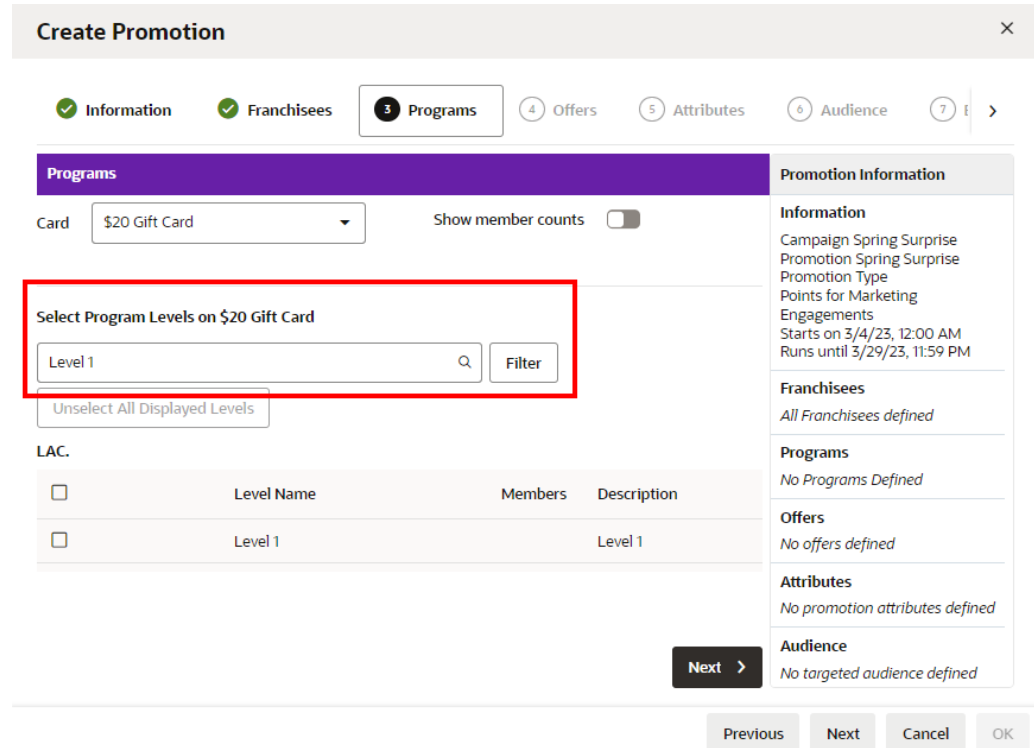 Create Promotion
Information
Franchisees
3 Programs
4 Offers
5 Attributes
6 Audience
7
Programs
Card
$20 Gift Card
Show member counts
Select Program Levels on $20 Gift Card
Level 1
Filter
Unselect All Displayed Levels
LAC.
Level Name Members Description
Level 1 Level 1
Next
Promotion Information
Information
Campaign Spring Surprise
Promotion Spring Surprise
Promotion Type
Points for Marketing
Engagements
Starts on 3/4/23, 12:00 AM
Runs until 3/29/23, 11:59 PM
Franchisees
All Franchisees defined
Programs
No Programs Defined
Offers
No offers defined
Attributes
No promotion attributes defined
Audience
No targeted audience defined
Previous Next Cancel OK